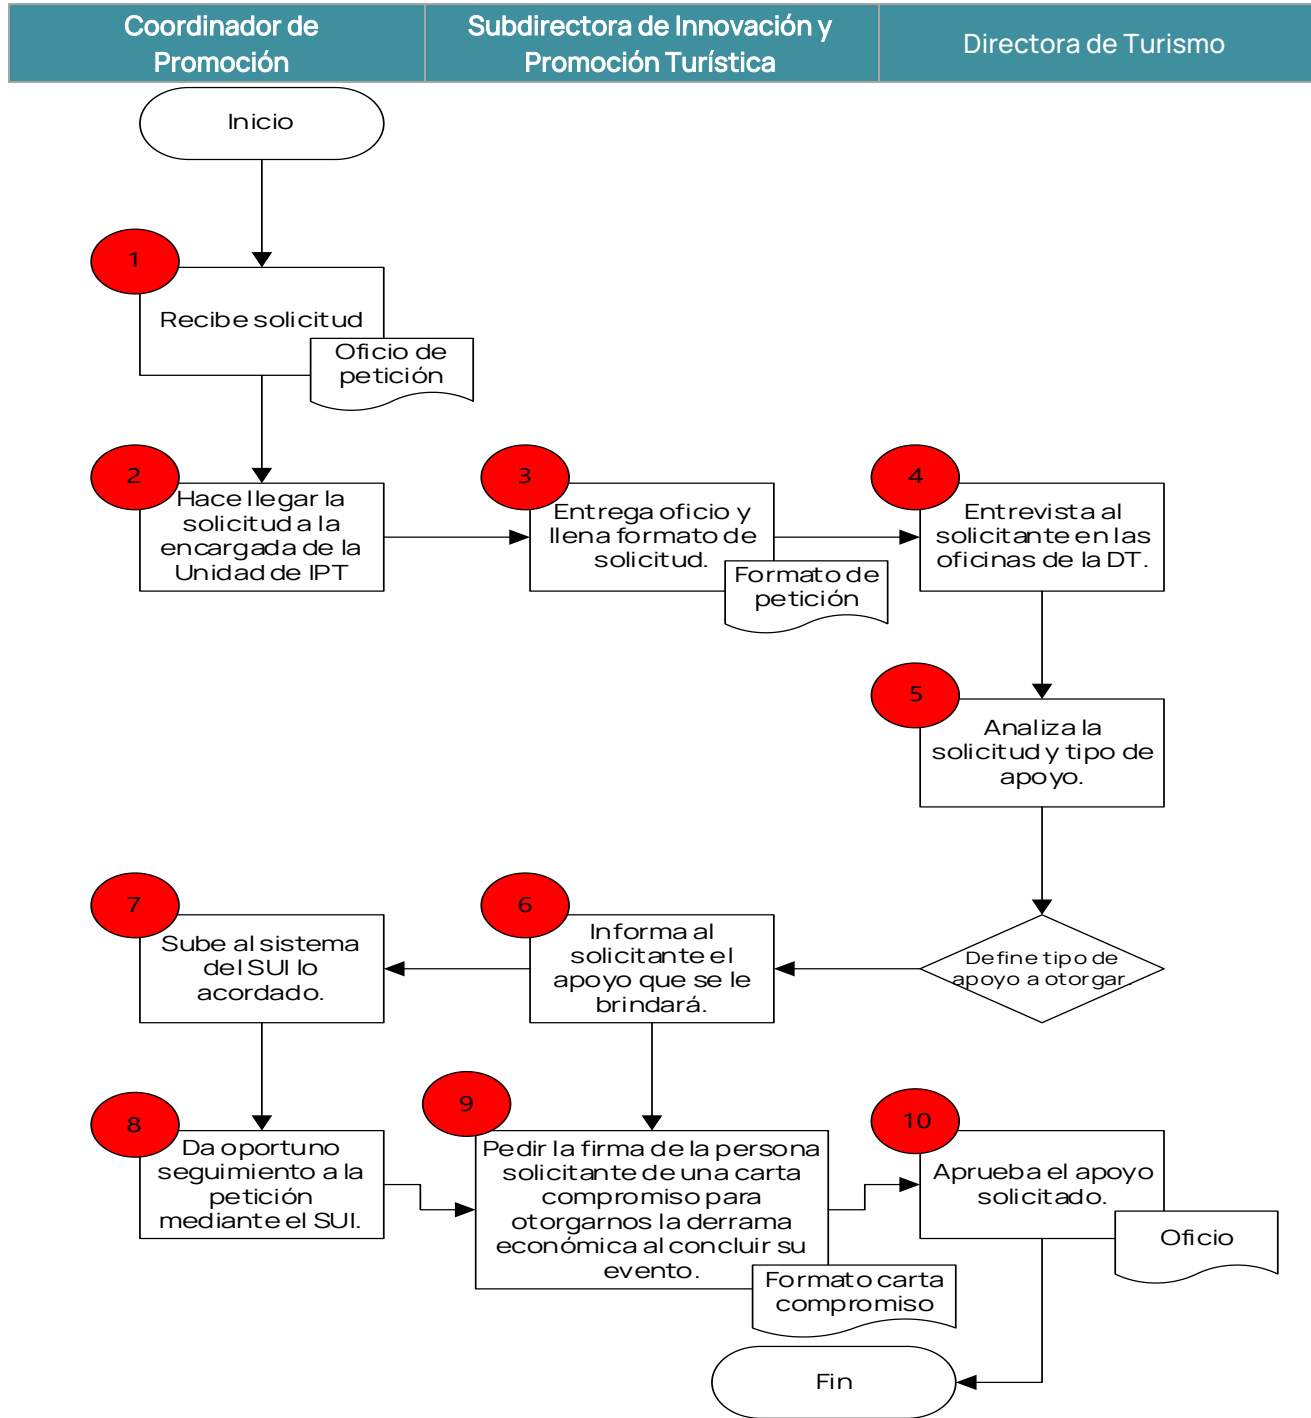 Coordinador de
Promoción
Subdirectora de Innovación y
Promoción Turística
Directora de Turismo
Inicio
1
Recibe solicitud
Oficio de
petición
2
Hace llegar la
solicitud a la
encargada de la
Unidad de IPT
3
Entrega oficio y
llena formato de
solicitud.
Formato de
petición
4
Entrevista al
solicitante en las
oficinas de la DT.
5
Analiza la
solicitud y tipo de
apoyo.
Define tipo de
apoyo a otorgar.
6
Informa al
solicitante el
apoyo que se le
brindará.
7
Sube al sistema
del SUI lo
acordado.
8
Da oportuno
seguimiento a la
petición
mediante el SUI.
9
Pedir la firma de la persona
solicitante de una carta
compromiso para
otorgarnos la derrama
económica al concluir su
evento.
Formato carta
compromiso
10
Aprueba el apoyo
solicitado.
Oficio
Fin